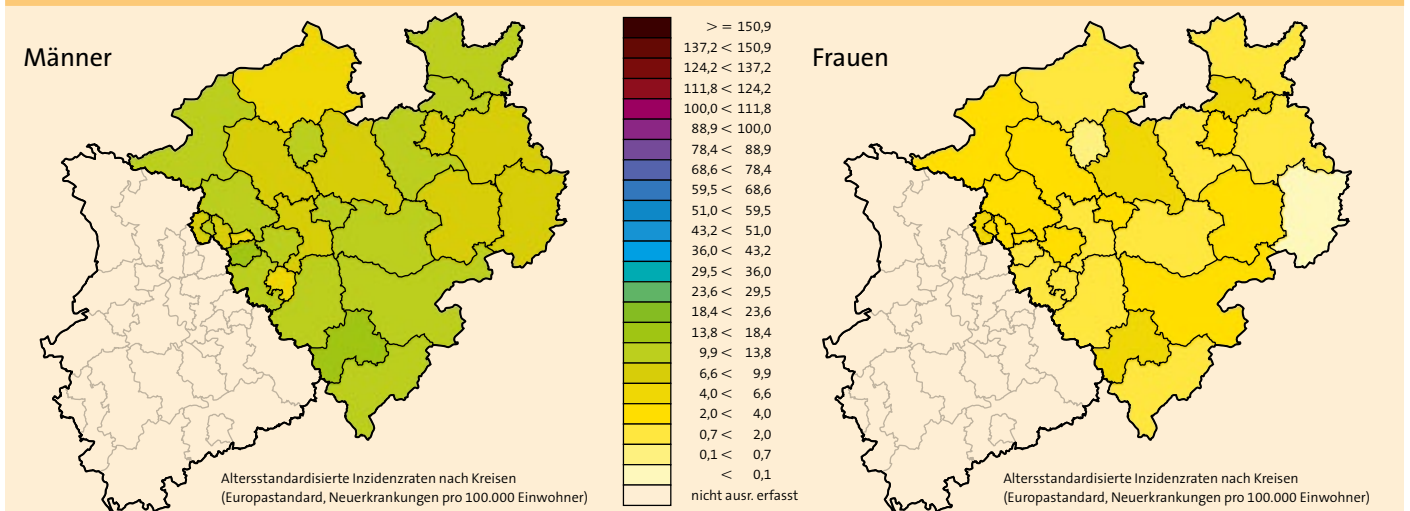 Männer
> = 150,9
137,2 < 150,9
124,2 < 137,2
111,8 < 124,2
100,0 < 111,8
88,9 < 100,0
78,4 < 88,9
68,6 < 78,4
59,5 < 68,6
51,0 < 59,5
43,2 < 51,0
36,0 < 43,2
29,5 < 36,0
23,6 < 29,5
18,4 < 23,6
13,8 < 18,4
9,9 < 13,8
6,6 < 9,9
4,0 < 6,6
2,0 < 4,0
0,7 < 2,0
0,1 < 0,7
< 0,1
nicht ausr. erfasst
Altersstandardisierte Inzidenzraten nach Kreisen
(Europastandard, Neuerkrankungen pro 100.000 Einwohner)
Frauen
Altersstandardisierte Inzidenzraten nach Kreisen
(Europastandard, Neuerkrankungen pro 100.000 Einwohner)